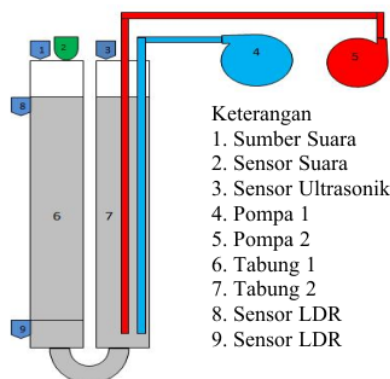 1
2
3
4
5
8
6
7
9
Keterangan
1. Sumber Suara
2. Sensor Suara
3. Sensor Ultrasonik
4. Pompa 1
5. Pompa 2
6. Tabung 1
7. Tabung 2
8. Sensor LDR
9. Sensor LDR